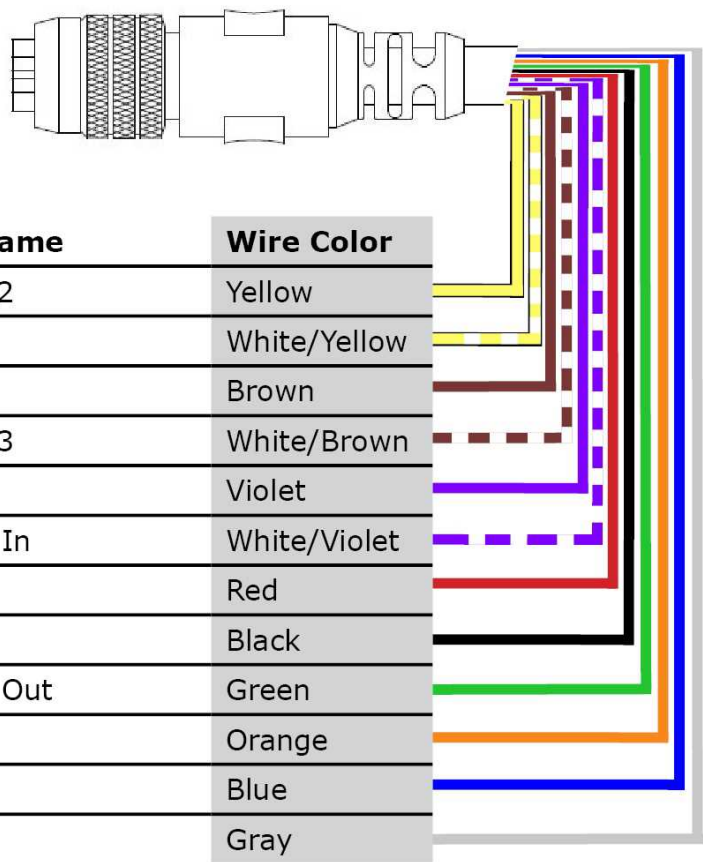 ame Wire Color
2 Yellow
White/Yellow
Brown
3 White/Brown
Violet
In White/Violet
Red
Black
Out Green
Orange
Blue
Gray